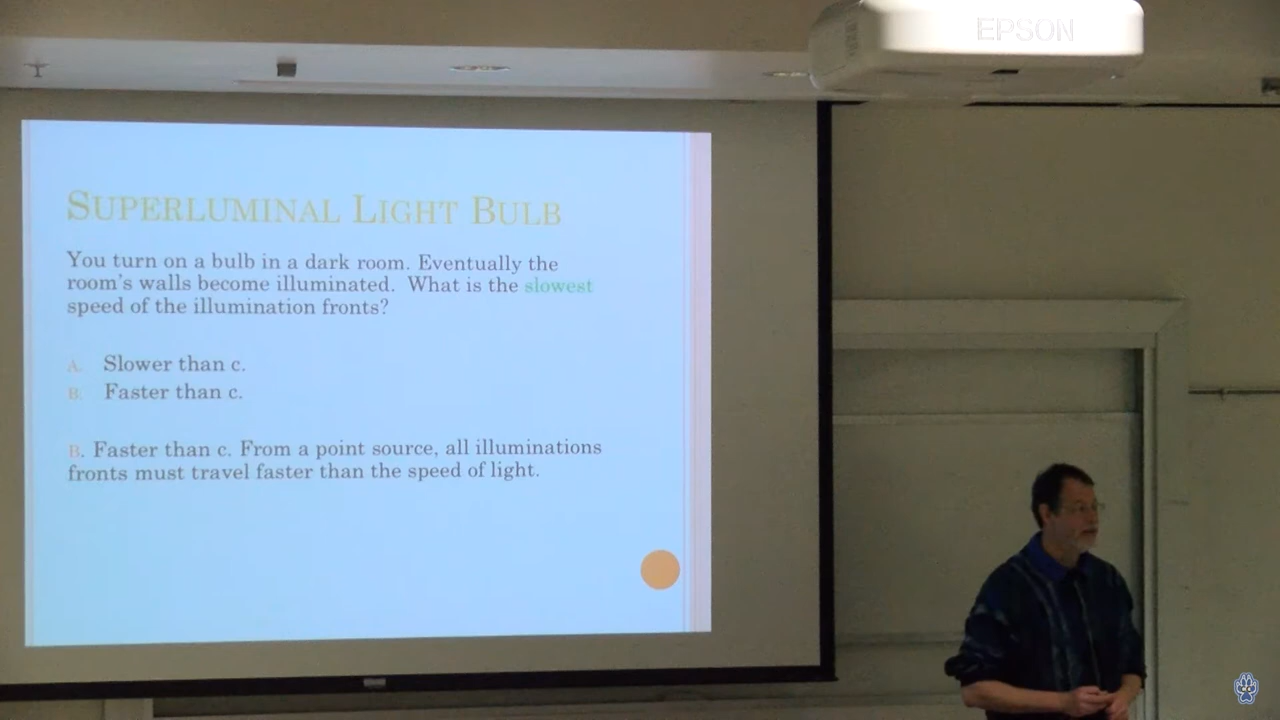 EPSON
SUPERLUMINAL LIGHT BULB
You turn on a bulb in a dark room. Eventually the
room's walls become illuminated. What is the slowest
speed of the illumination fronts?
A. Slower than c.
B. Faster than c.
B. Faster than c. From a point source, all illuminations
fronts must travel faster than the speed of light.